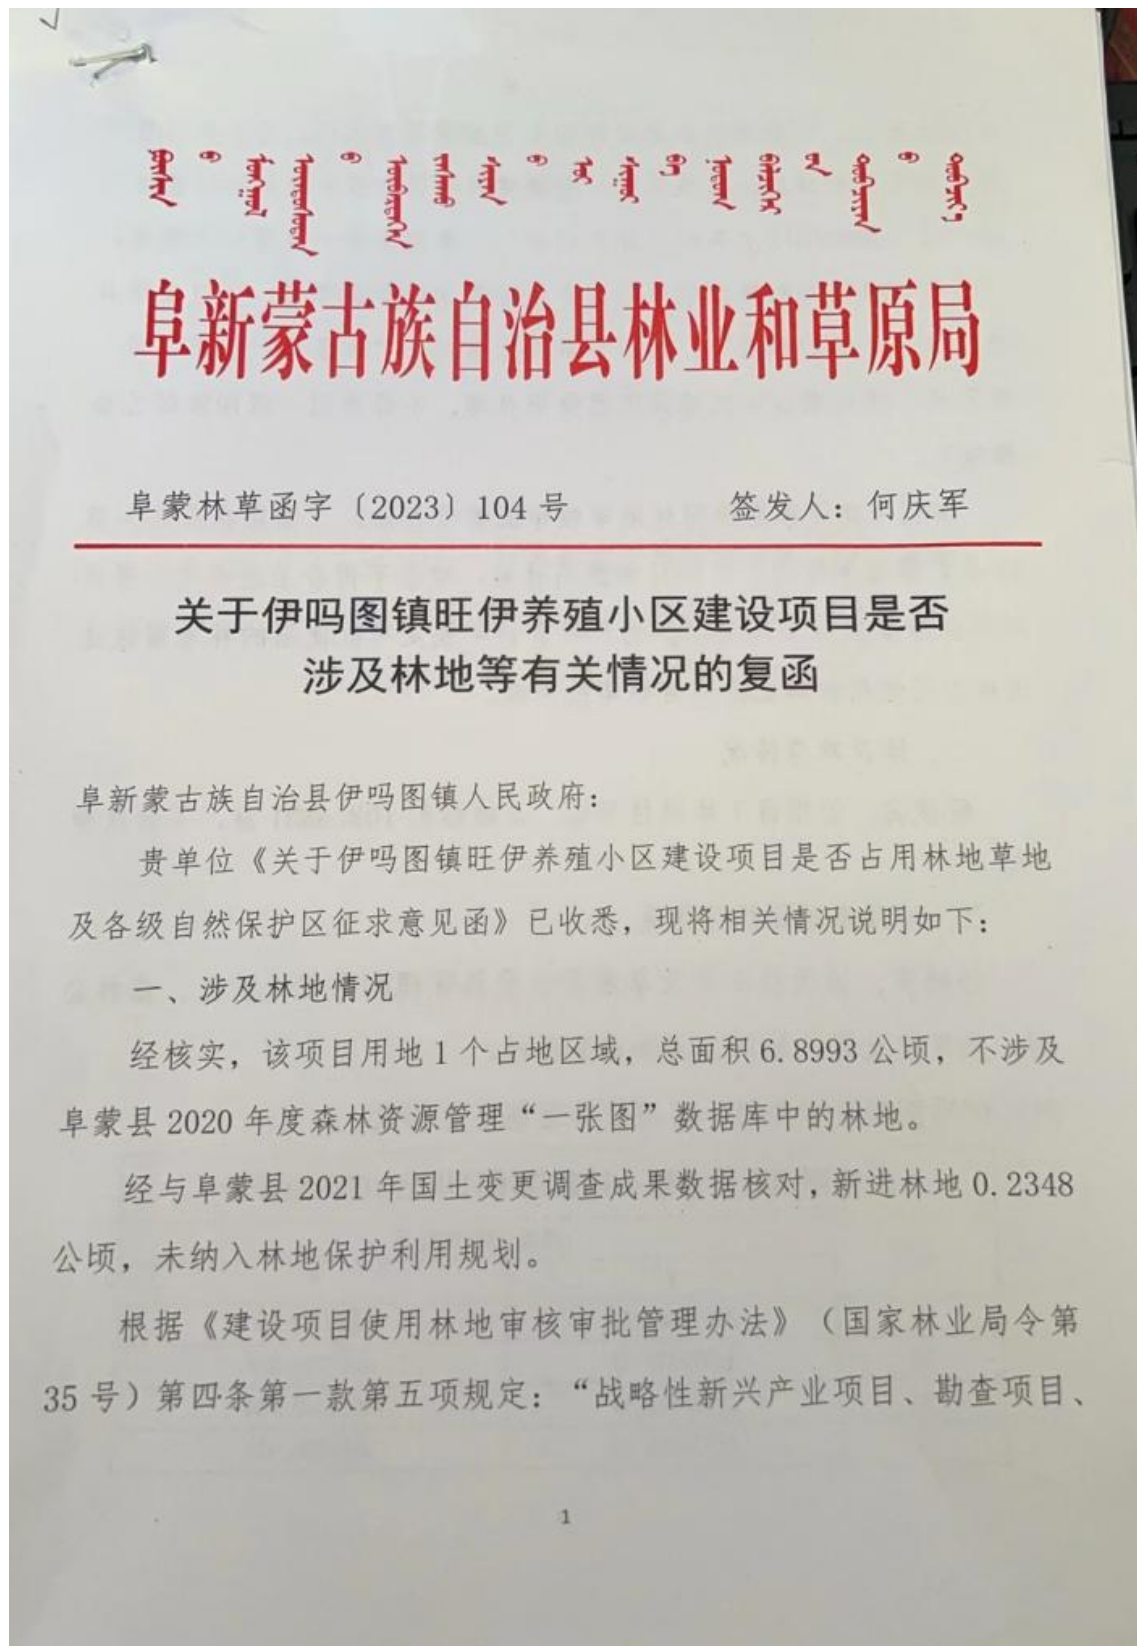 阜新蒙古族自治县林业和草原局
阜蒙林草函字〔2023〕104号 签发人：何庆军
关于伊吗图镇旺伊养殖小区建设项目是否
涉及林地等有关情况的复函
阜新蒙古族自治县伊吗图镇人民政府：
贵单位《关于伊吗图镇旺伊养殖小区建设项目是否占用林地草地
及各级自然保护区征求意见函》已收悉，现将相关情况说明如下：
一、涉及林地情况
经核实，该项目用地1个占地区域，总面积6.8993公顷，不涉及
阜蒙县2020年度森林资源管理“一张图”数据库中的林地。
经与阜蒙县2021年国土变更调查成果数据核对，新进林地0.2348
公顷，未纳入林地保护利用规划。
根据《建设项目使用林地审核审批管理办法》（国家林业局令第
35号）第四条第一款第五项规定：“战略性新兴产业项目、勘查项目、
1